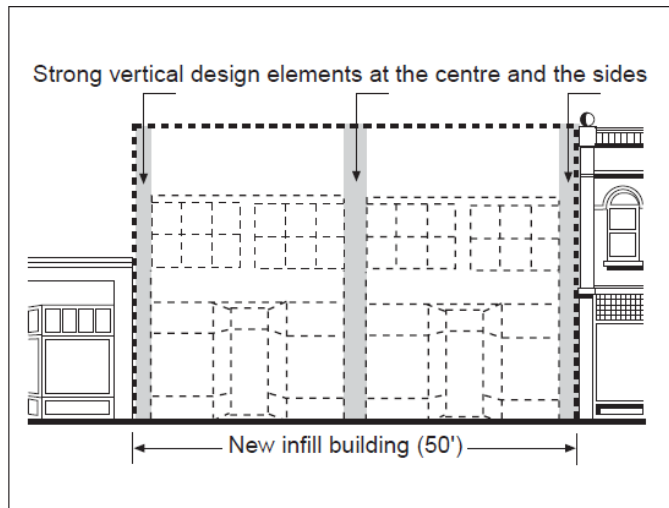 Strong vertical design elements at the centre and the sides
New infill building (50')